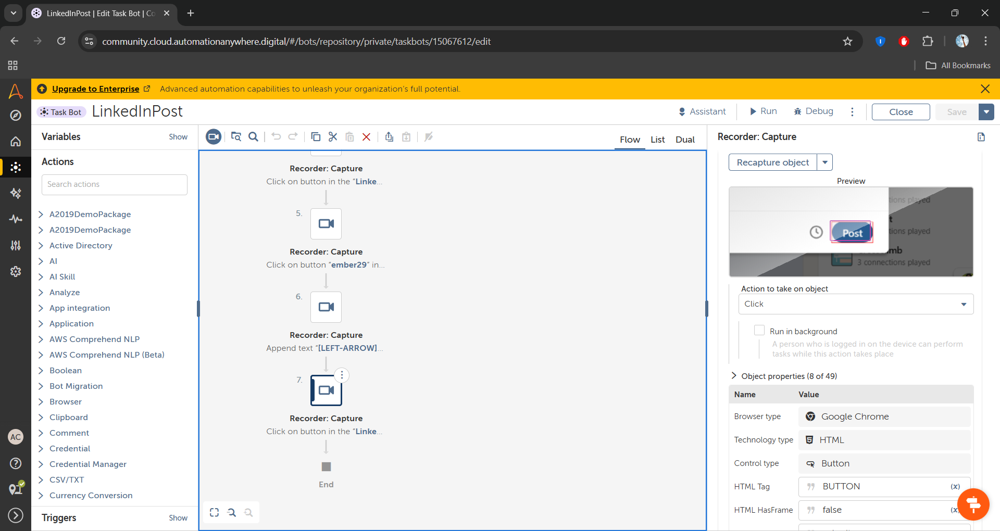 LinkedInPost | Edit Task Bot | Co
community.cloud.automationanywhere.digital/#/bots/repository/private/taskbots/15067612/edit
All Bookmarks
Upgrade to Enterprise Advanced automation capabilities to unleash your organization's full potential.
Task Bot LinkedInPost
Assistant Run Debug Close Save
Variables Show
Flow List Dual
Recorder: Capture
Actions
Search actions
A2019DemoPackage
A2019DemoPackage
Active Directory
AI
AI Skill
Analyze
App integration
Application
AWS Comprehend NLP
AWS Comprehend NLP (Beta)
Boolean
Bot Migration
Browser
Clipboard
Comment
Credential
Credential Manager
CSV/TXT
Currency Conversion
Triggers Show
AC
Recorder: Capture
Click on button in the “Linke...
5.
Recorder: Capture
Click on button “ember29” in...
6.
Recorder: Capture
Append text “[LEFT-ARROW]...
7.
Recorder: Capture
Click on button in the “Linke...
End
Recapture object
Preview
tions played
t
tions played
Post
mb
3 connections played
Action to take on object
Click
Run in background
A person who is logged in on the device can perform
tasks while this action takes place
Object properties (8 of 49)
Name Value
Browser type Google Chrome
Technology type HTML
Control type Button
HTML Tag BUTTON (x)
HTML HasFrame false (x)